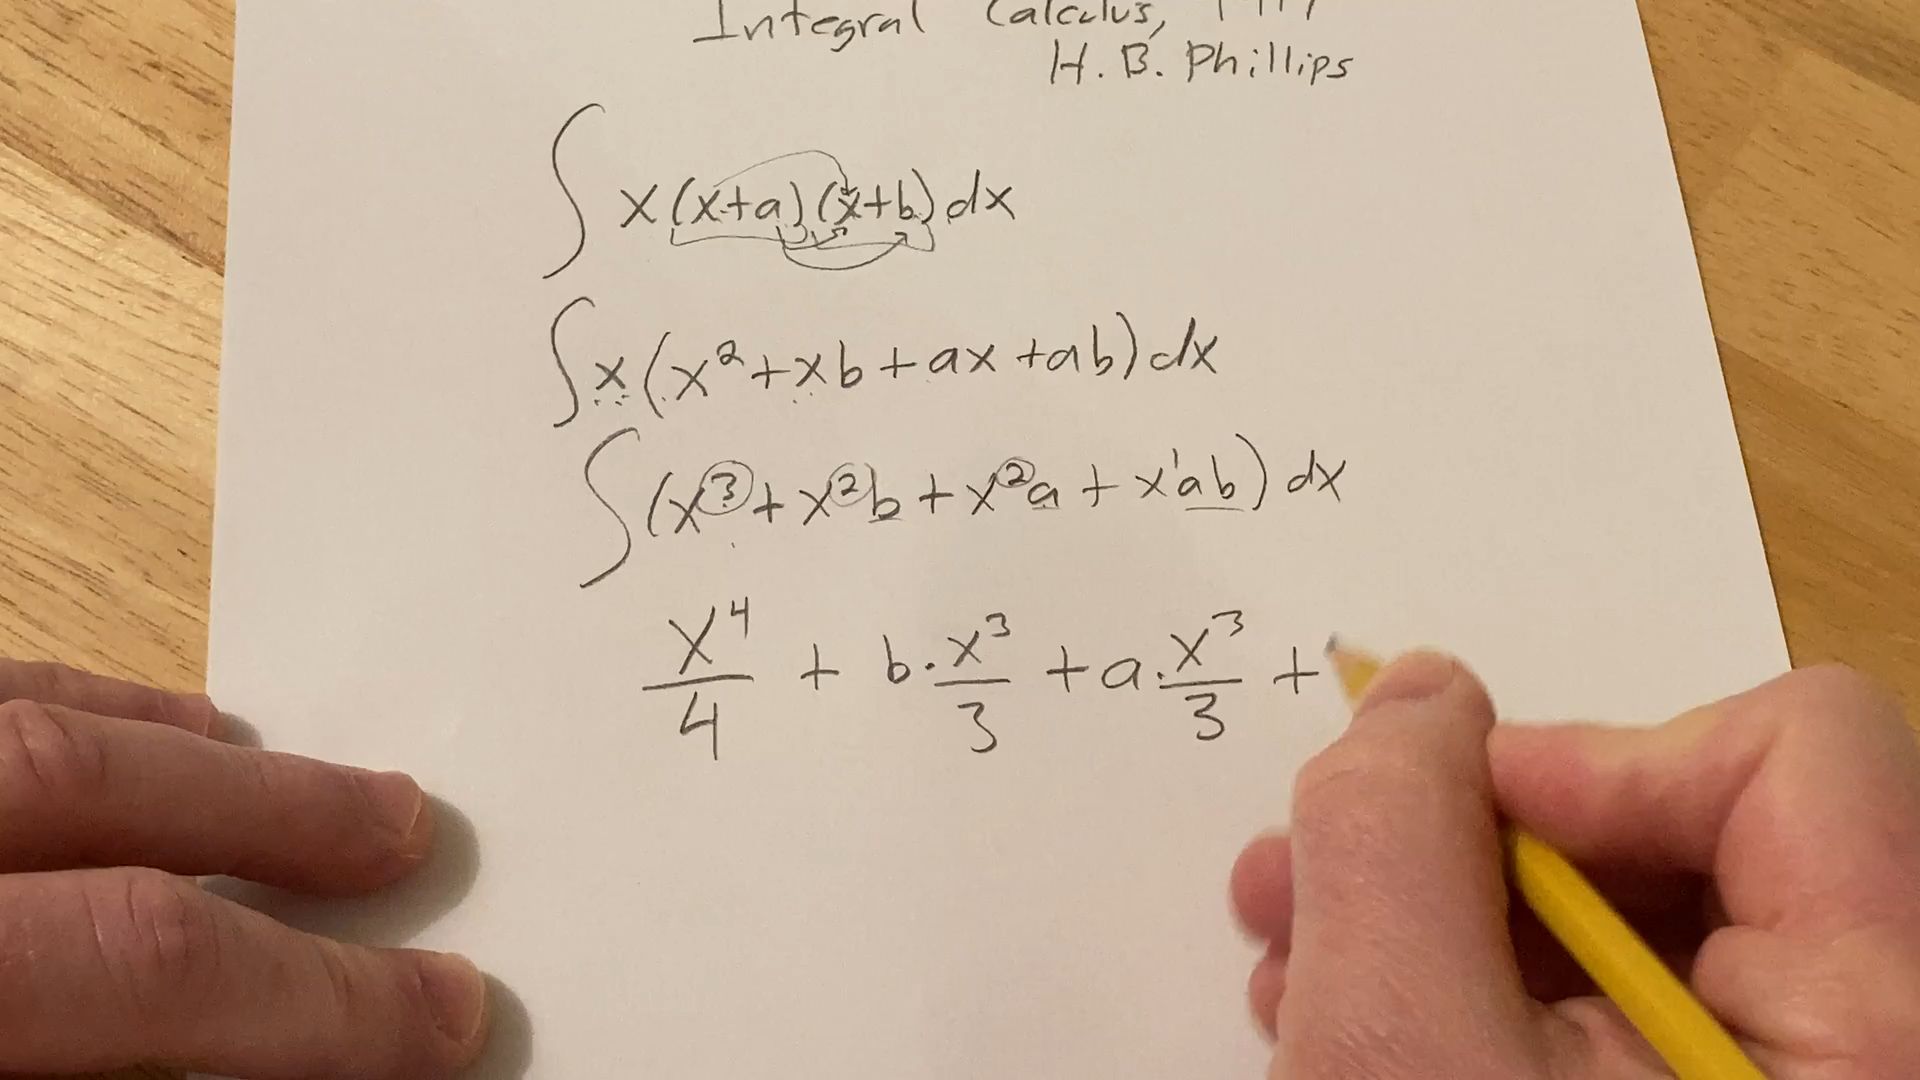 Integral Calculus,
H. B. Phillips
∫ x(x+a)(x+b)dx
∫x(x²+xb+ax+ab)dx
∫(x³+x²b+x²a+x¹ab)dx
x⁴/4 + b·x³/3 + a·x³/3 +